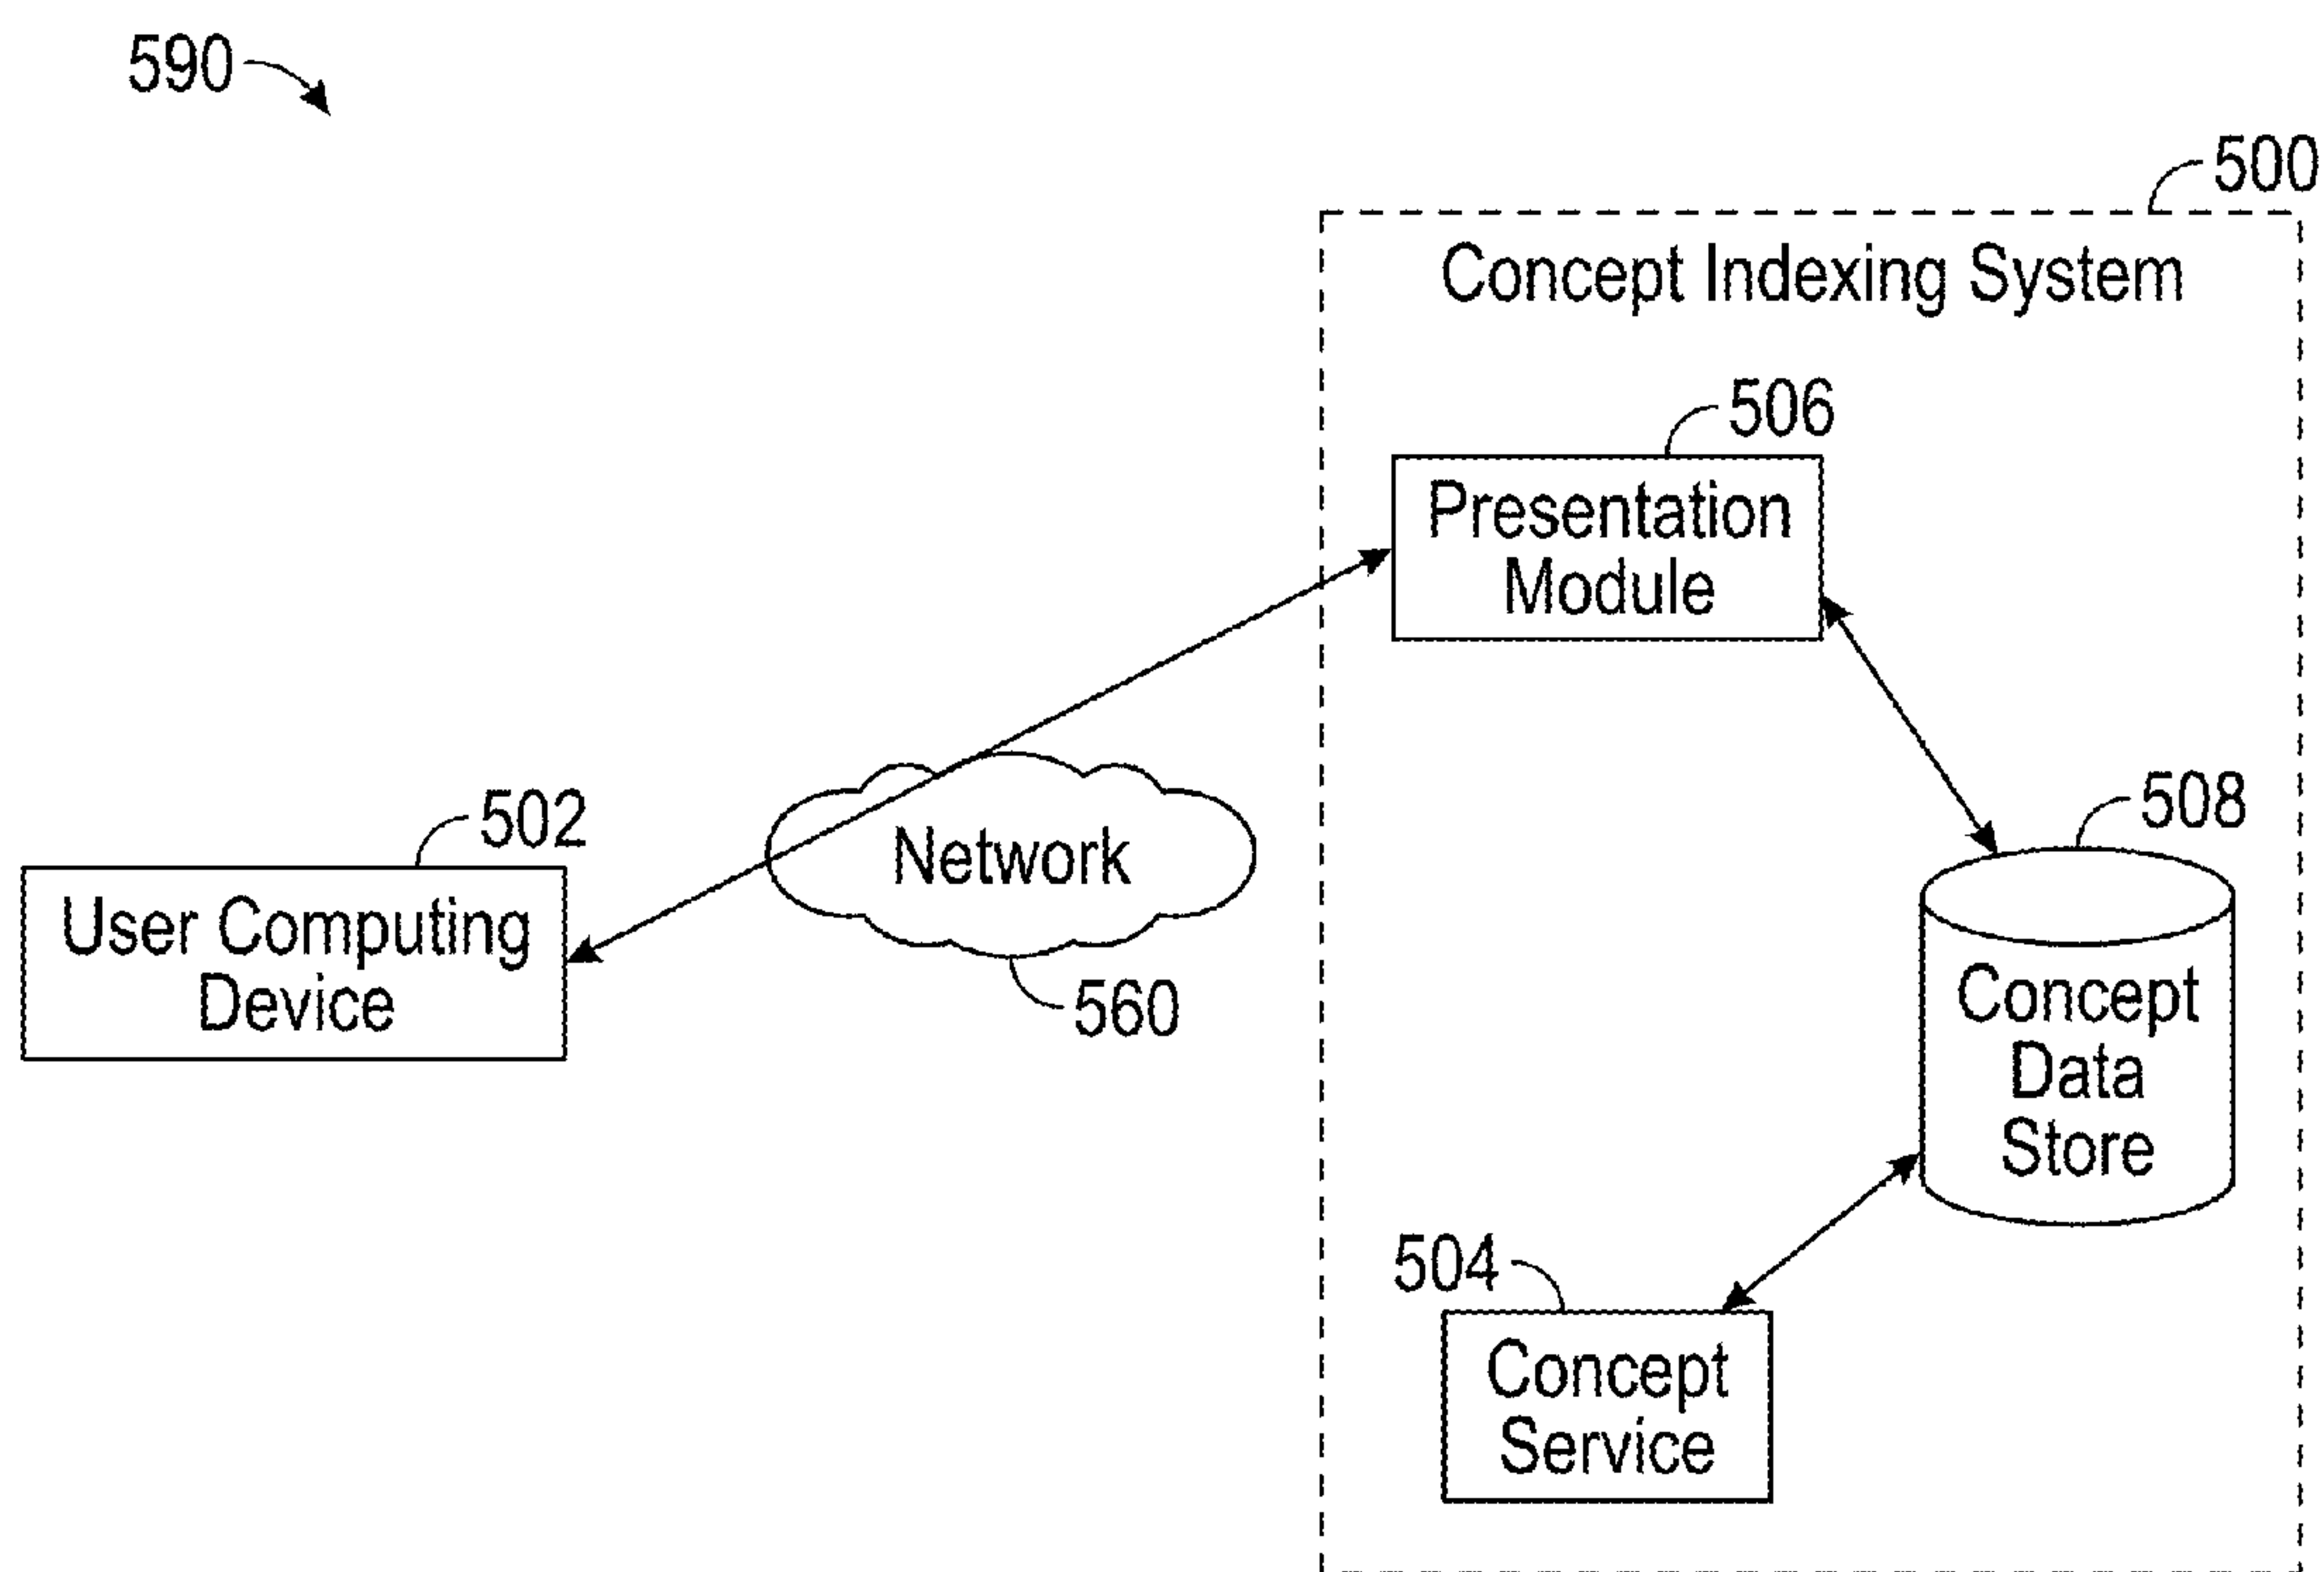 590
500
Concept Indexing System
506
Presentation
Module
508
502
Network
User Computing
Device
560
Concept
Data
Store
504
Concept
Service